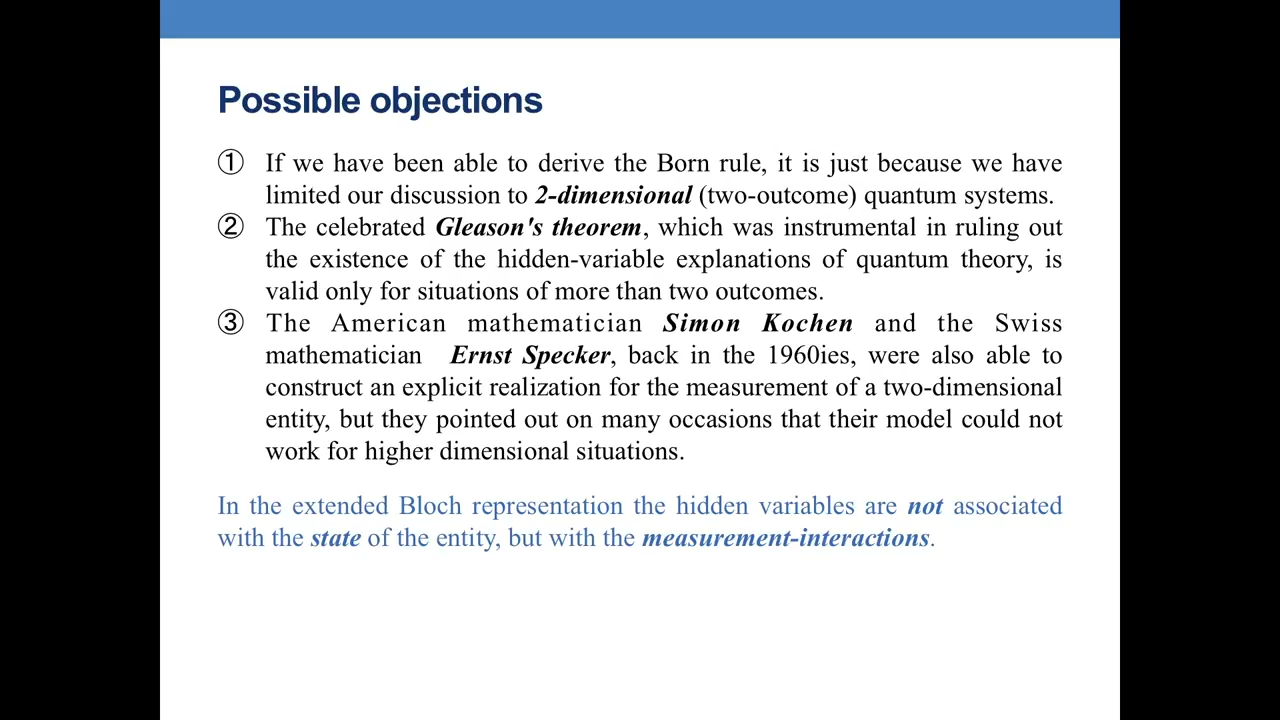 Possible objections
① If we have been able to derive the Born rule, it is just because we have
limited our discussion to 2-dimensional (two-outcome) quantum systems.
② The celebrated Gleason's theorem, which was instrumental in ruling out
the existence of the hidden-variable explanations of quantum theory, is
valid only for situations of more than two outcomes.
③ The American mathematician Simon Kochen and the Swiss
mathematician Ernst Specker, back in the 1960ies, were also able to
construct an explicit realization for the measurement of a two-dimensional
entity, but they pointed out on many occasions that their model could not
work for higher dimensional situations.
In the extended Bloch representation the hidden variables are not associated
with the state of the entity, but with the measurement-interactions.